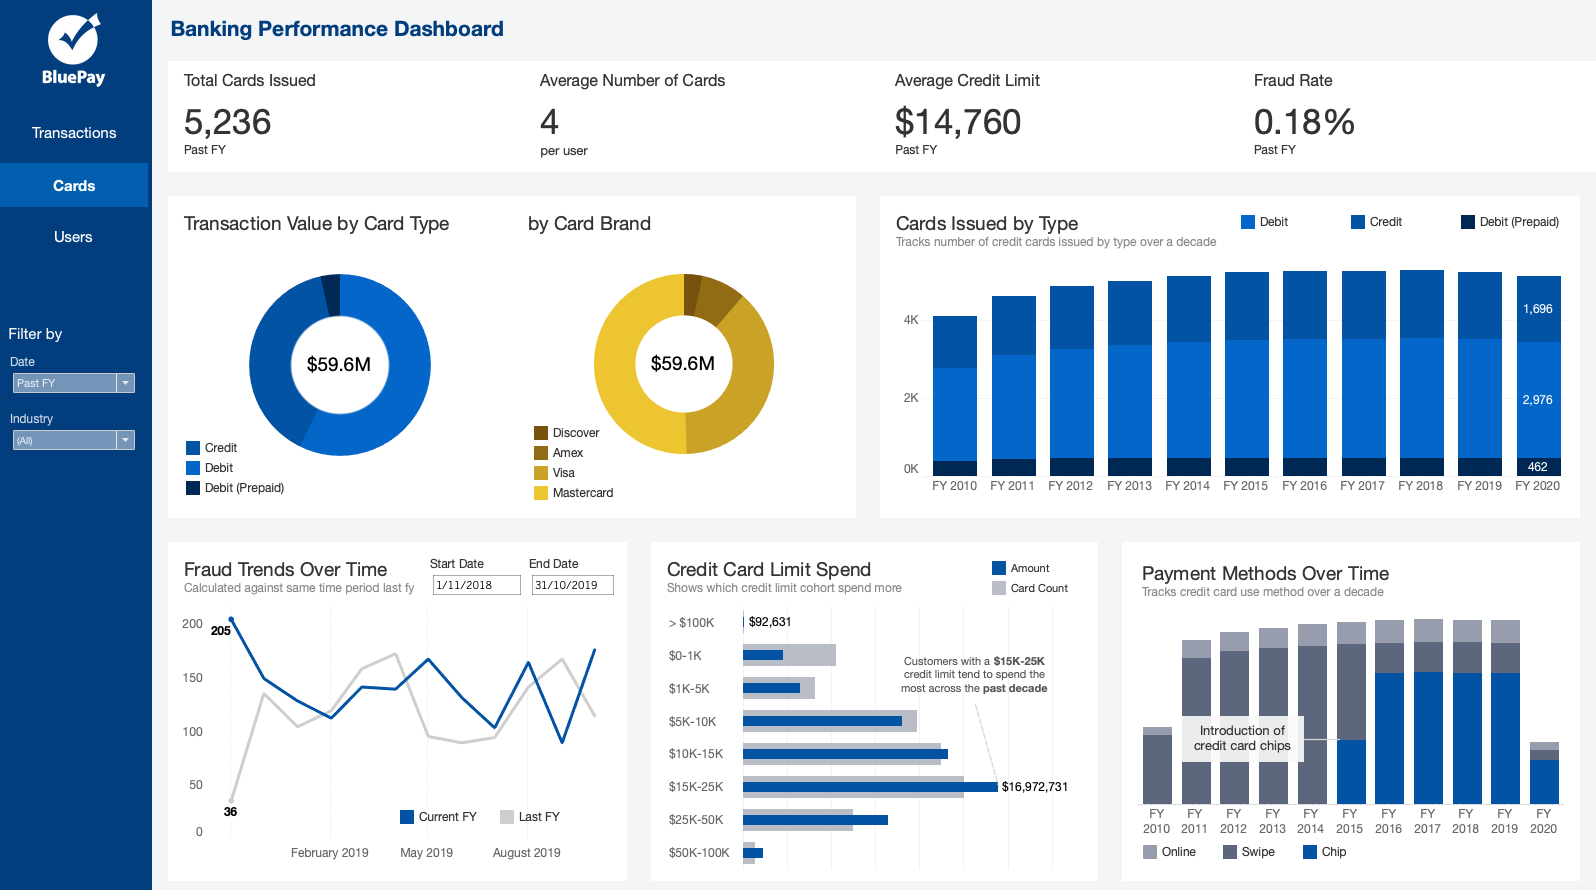 BluePay
Transactions
Cards
Users
Filter by
Date
Past FY
Industry
(All)
Banking Performance Dashboard
Total Cards Issued
5,236
Past FY
Average Number of Cards
4
per user
Average Credit Limit
$14,760
Past FY
Fraud Rate
0.18%
Past FY
Transaction Value by Card Type
$59.6M
Credit
Debit
Debit (Prepaid)
by Card Brand
$59.6M
Discover
Amex
Visa
Mastercard
Cards Issued by Type
Tracks number of credit cards issued by type over a decade
Debit
Credit
Debit (Prepaid)
4K
2K
0K
1,696
2,976
462
FY 2010
FY 2011
FY 2012
FY 2013
FY 2014
FY 2015
FY 2016
FY 2017
FY 2018
FY 2019
FY 2020
Fraud Trends Over Time
Calculated against same time period last fy
Start Date
1/11/2018
End Date
31/10/2019
200
150
100
50
0
205
36
Current FY
Last FY
February 2019
May 2019
August 2019
Credit Card Limit Spend
Shows which credit limit cohort spend more
Amount
Card Count
> $100K
$92,631
$0-1K
$1K-5K
$5K-10K
$10K-15K
$15K-25K
$16,972,731
$25K-50K
$50K-100K
Customers with a $15K-25K
credit limit tend to spend the
most across the past decade
Payment Methods Over Time
Tracks credit card use method over a decade
Introduction of
credit card chips
FY
2010
FY
2011
FY
2012
FY
2013
FY
2014
FY
2015
FY
2016
FY
2017
FY
2018
FY
2019
FY
2020
Online
Swipe
Chip